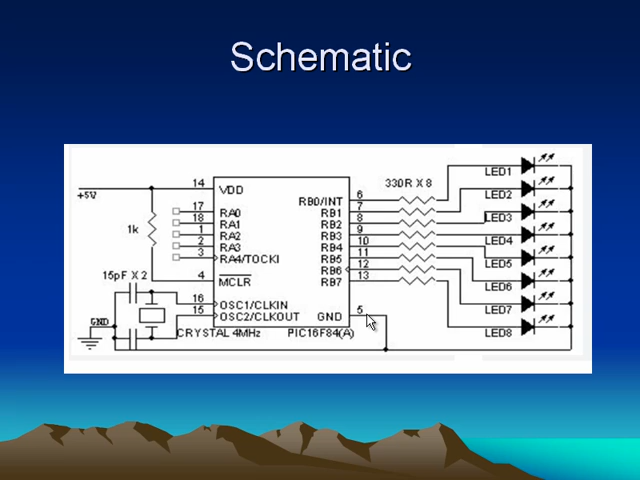 Schematic
+5V
1k
15pF X 2
GND
14 VDD
17 RA0
18 RA1
1 RA2
2 RA3
3 RA4/TOCKI
4 MCLR
16 OSC1/CLKIN
15 OSC2/CLKOUT
CRYSTAL 4MHz
PIC16F84(A)
RB0/INT 6
RB1 7
RB2 8
RB3 9
RB4 10
RB5 11
RB6 12
RB7 13
GND 5
330R X 8
LED1
LED2
LED3
LED4
LED5
LED6
LED7
LED8